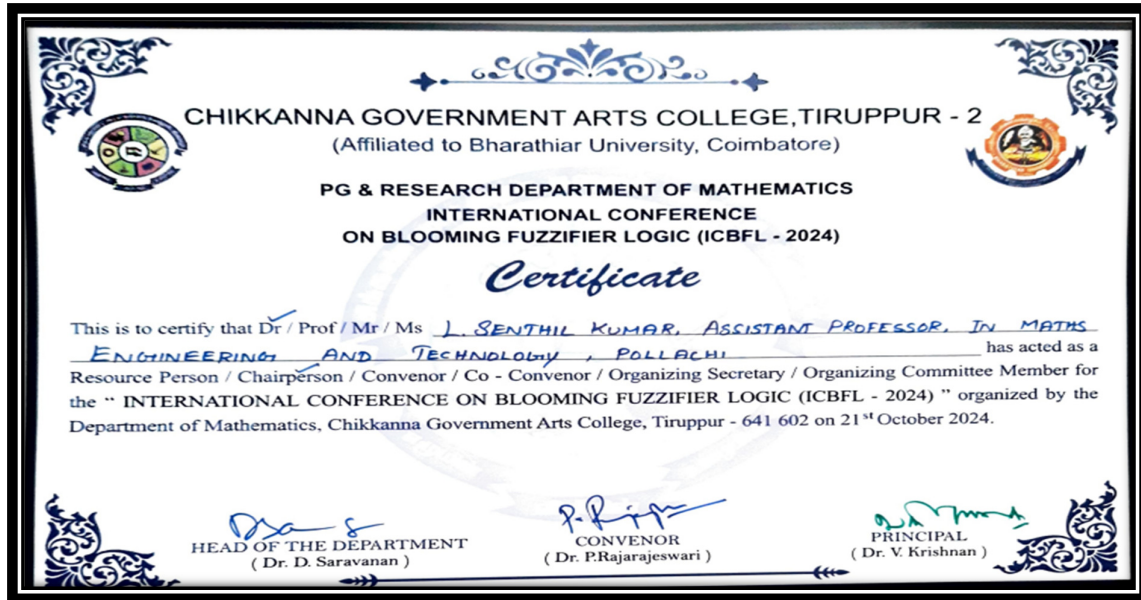 CHIKKANNA GOVERNMENT ARTS COLLEGE,TIRUPPUR - 2
(Affiliated to Bharathiar University, Coimbatore)
PG & RESEARCH DEPARTMENT OF MATHEMATICS
INTERNATIONAL CONFERENCE
ON BLOOMING FUZZIFIER LOGIC (ICBFL - 2024)
Certificate
This is to certify that Dr / Prof / Mr / Ms L. SENTHIL KUMAR, ASSISTANT PROFESSOR, IN MATHS
ENGINEERING AND TECHNOLOGY, POLLACHI has acted as a
Resource Person / Chairperson / Convenor / Co - Convenor / Organizing Secretary / Organizing Committee Member for
the “ INTERNATIONAL CONFERENCE ON BLOOMING FUZZIFIER LOGIC (ICBFL - 2024) ” organized by the
Department of Mathematics, Chikkanna Government Arts College, Tiruppur - 641 602 on 21st October 2024.
HEAD OF THE DEPARTMENT
( Dr. D. Saravanan )
CONVENOR
( Dr. P.Rajarajeswari )
PRINCIPAL
( Dr. V. Krishnan )